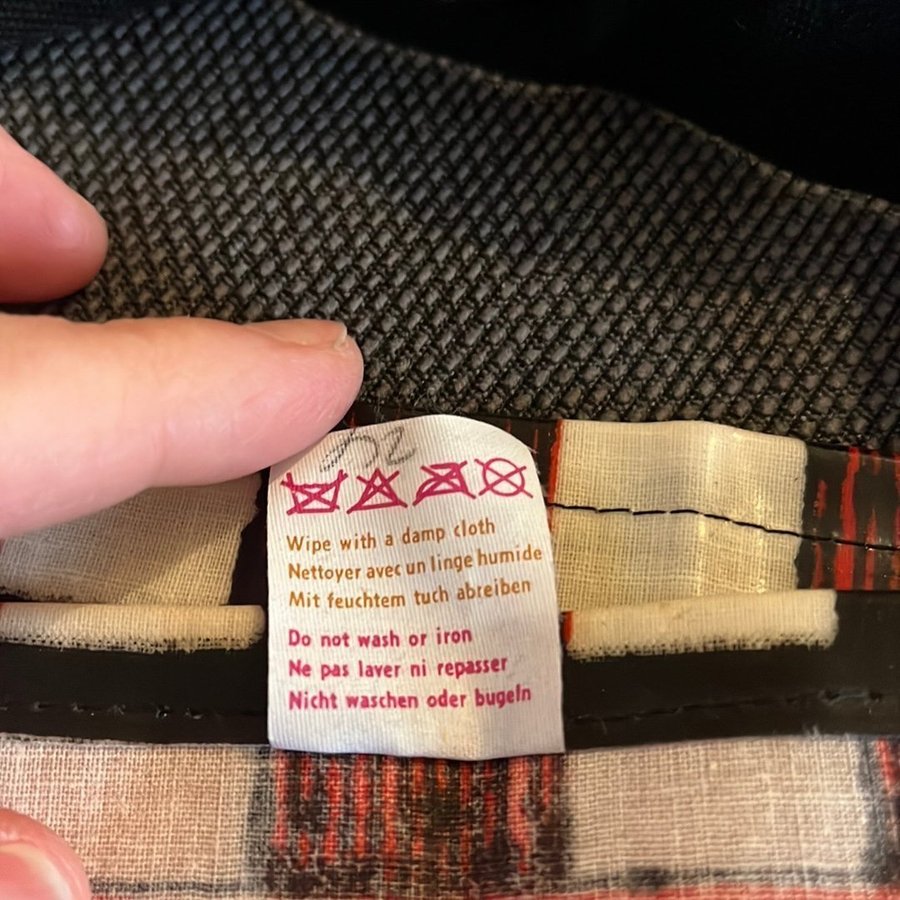 Wipe with a damp cloth
Nettoyer avec un linge humide
Mit feuchtem tuch abreiben
Do not wash or iron
Ne pas laver ni repasser
Nicht waschen oder bugeln